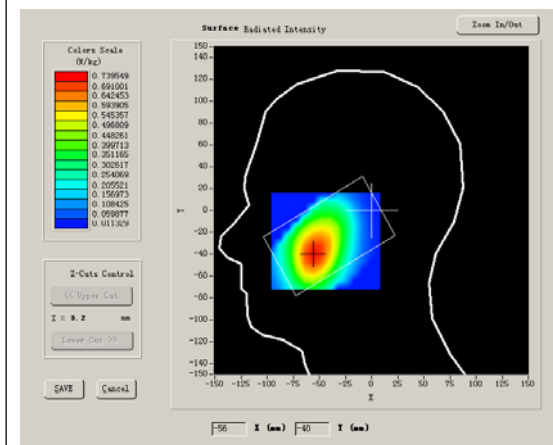 Surface Radiated Intensity
Zoom In/Out
Colors Scale
(W/kg)
0.739549
0.691001
0.642453
0.593905
0.545357
0.496809
0.448261
0.399713
0.351165
0.302617
0.254069
0.205521
0.156973
0.108425
0.059877
0.011329
150
140
120
100
80
60
40
20
0
-20
-40
-60
-80
-100
-120
-140
-150
Y
-150 -125 -100 -75 -50 -25 0 25 50 75 100 125 150
X
Z-Cuts Control
<< Upper Cut
Z = 9.2 mm
Lower Cut >>
SAVE Cancel
-56 X (mm) -40 Y (mm)